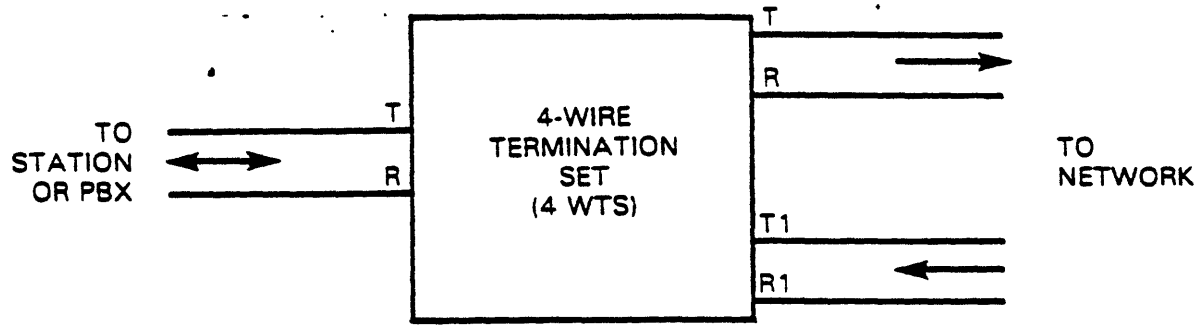 TO
STATION
OR PBX
T
R
4-WIRE
TERMINATION
SET
(4 WTS)
T
R
T1
R1
TO
NETWORK